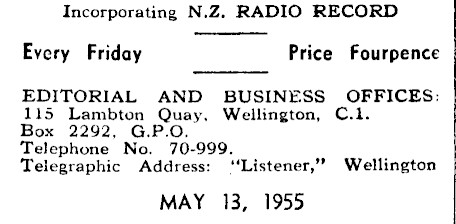 Incorporating N.Z. RADIO RECORD
Every Friday Price Fourpence
EDITORIAL AND BUSINESS OFFICES:
115 Lambton Quay, Wellington, C.1.
Box 2292, G.P.O.
Telephone No. 70-999.
Telegraphic Address: "Listener," Wellington
MAY 13, 1955